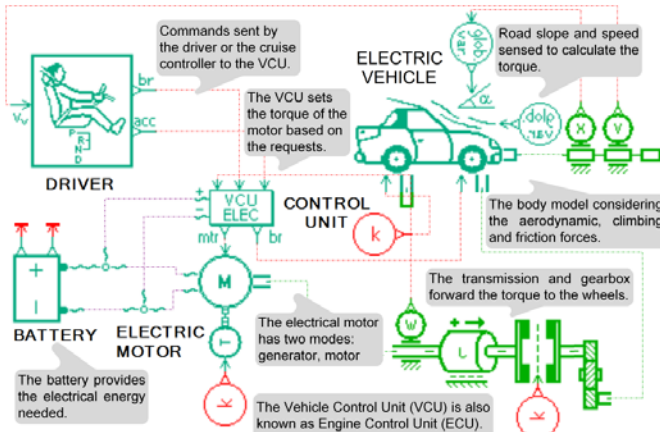 Commands sent by
the driver or the cruise
controller to the VCU.
ELECTRIC
VEHICLE
glob
var
Road slope and speed
sensed to calculate the
torque.
br
acc
Vv
P
R
N
D
DRIVER
The VCU sets
the torque of the
motor based on
the requests.
α
glob
var
X
V
VCU
ELEC
CONTROL
UNIT
mtr
br
k
The body model considering
the aerodynamic, climbing
and friction forces.
M
W
The transmission and gearbox
forward the torque to the wheels.
+
BATTERY
ELECTRIC
MOTOR
T
The electrical motor
has two modes:
generator, motor
The battery provides
the electrical energy
needed.
k
The Vehicle Control Unit (VCU) is also
known as Engine Control Unit (ECU).
k